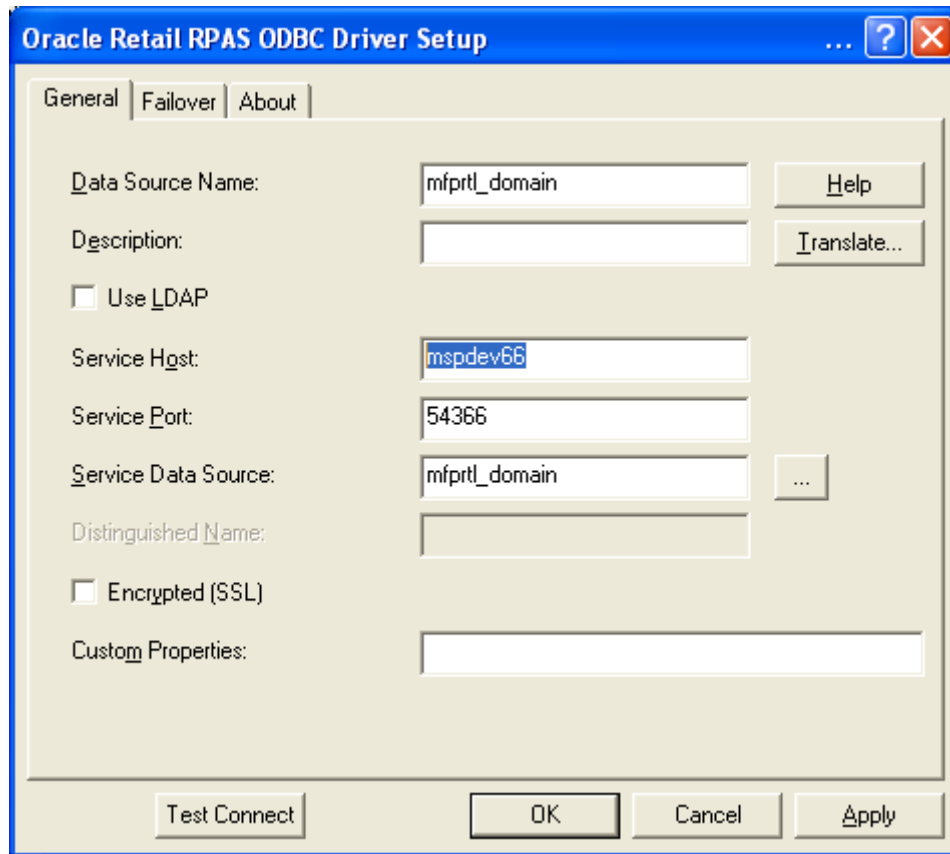 Oracle Retail RPAS ODBC Driver Setup ... ?
General Failover About
Data Source Name: mfprtl_domain Help
Description: Translate...
Use LDAP
Service Host: mspdev66
Service Port: 54366
Service Data Source: mfprtl_domain ...
Distinguished Name:
Encrypted (SSL)
Custom Properties:
Test Connect OK Cancel Apply